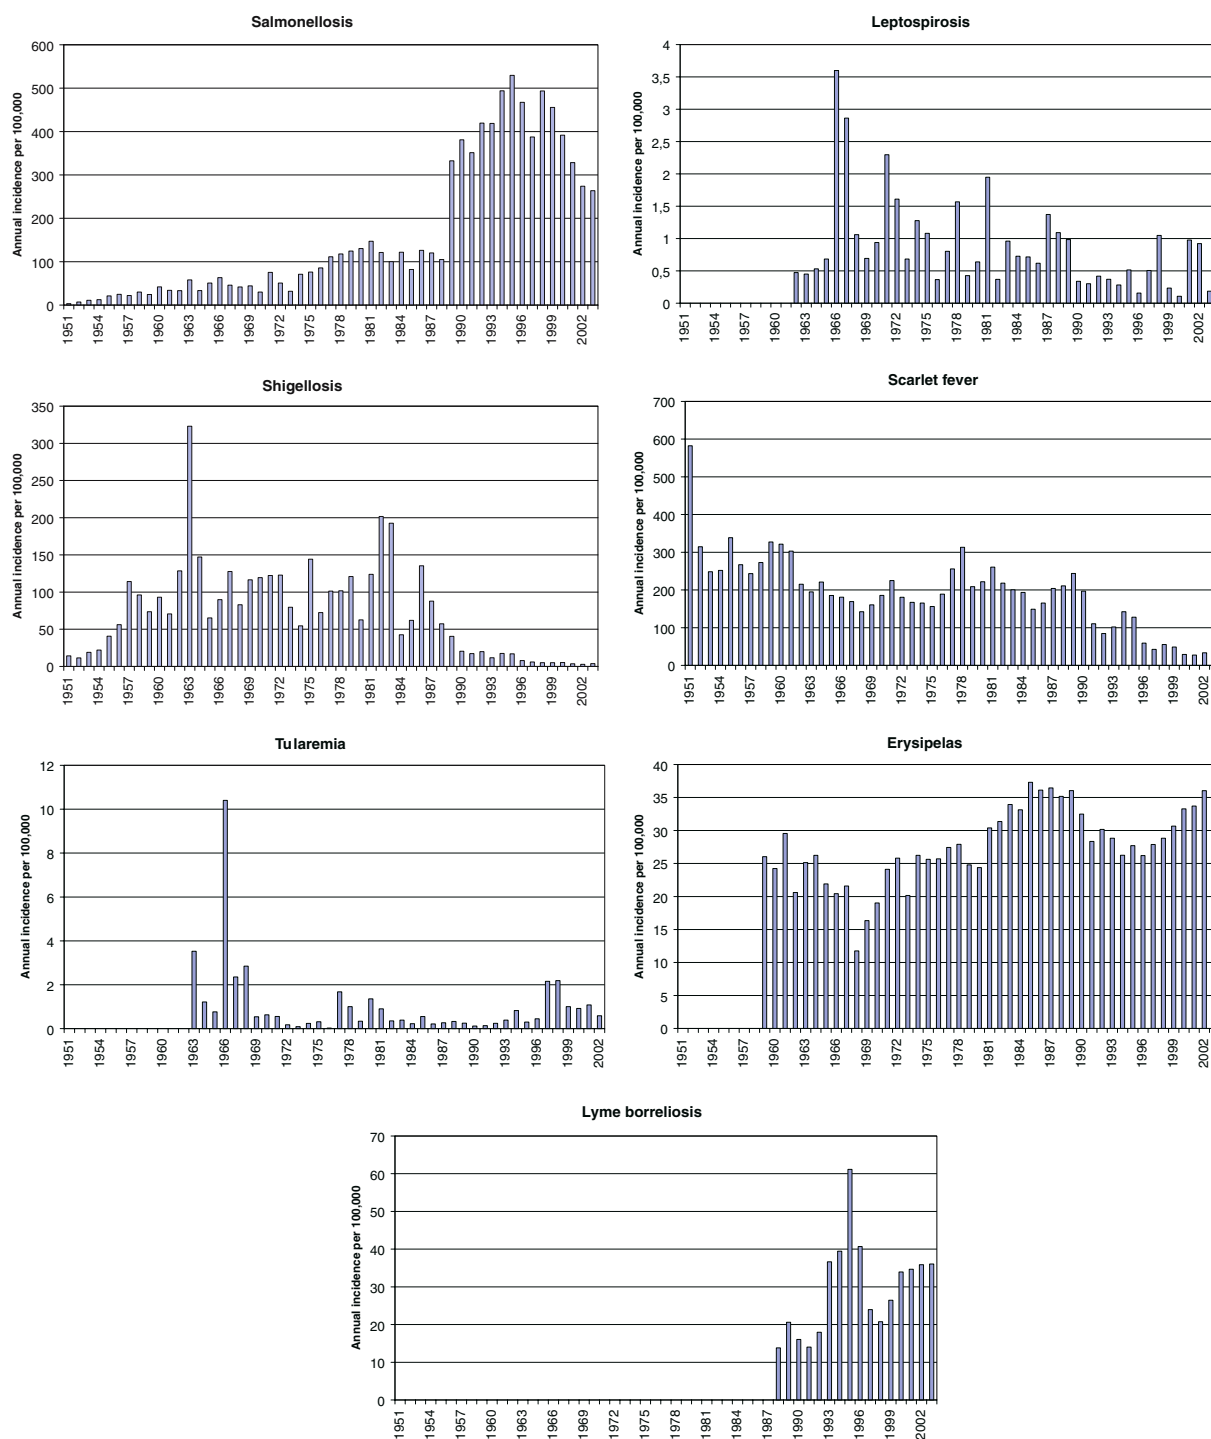 Salmonellosis
Annual incidence per 100,000
600
500
400
300
200
100
0
1951 1954 1957 1960 1963 1966 1969 1972 1975 1978 1981 1984 1987 1990 1993 1996 1999 2002
Leptospirosis
Annual incidence per 100,000
4
3,5
3
2,5
2
1,5
1
0,5
0
1951 1954 1957 1960 1963 1966 1969 1972 1975 1978 1981 1984 1987 1990 1993 1996 1999 2002
Shigellosis
Annual incidence per 100,000
350
300
250
200
150
100
50
0
1951 1954 1957 1960 1963 1966 1969 1972 1975 1978 1981 1984 1987 1990 1993 1996 1999 2002
Scarlet fever
Annual incidence per 100,000
700
600
500
400
300
200
100
0
1951 1954 1957 1960 1963 1966 1969 1972 1975 1978 1981 1984 1987 1990 1993 1996 1999 2002
Tularemia
Annual incidence per 100,000
12
10
8
6
4
2
0
1951 1954 1957 1960 1963 1966 1969 1972 1975 1978 1981 1984 1987 1990 1993 1996 1999 2002
Erysipelas
Annual incidence per 100,000
40
35
30
25
20
15
10
5
0
1951 1954 1957 1960 1963 1966 1969 1972 1975 1978 1981 1984 1987 1990 1993 1996 1999 2002
Lyme borreliosis
Annual incidence per 100,000
70
60
50
40
30
20
10
0
1951 1954 1957 1960 1963 1966 1969 1972 1975 1978 1981 1984 1987 1990 1993 1996 1999 2002